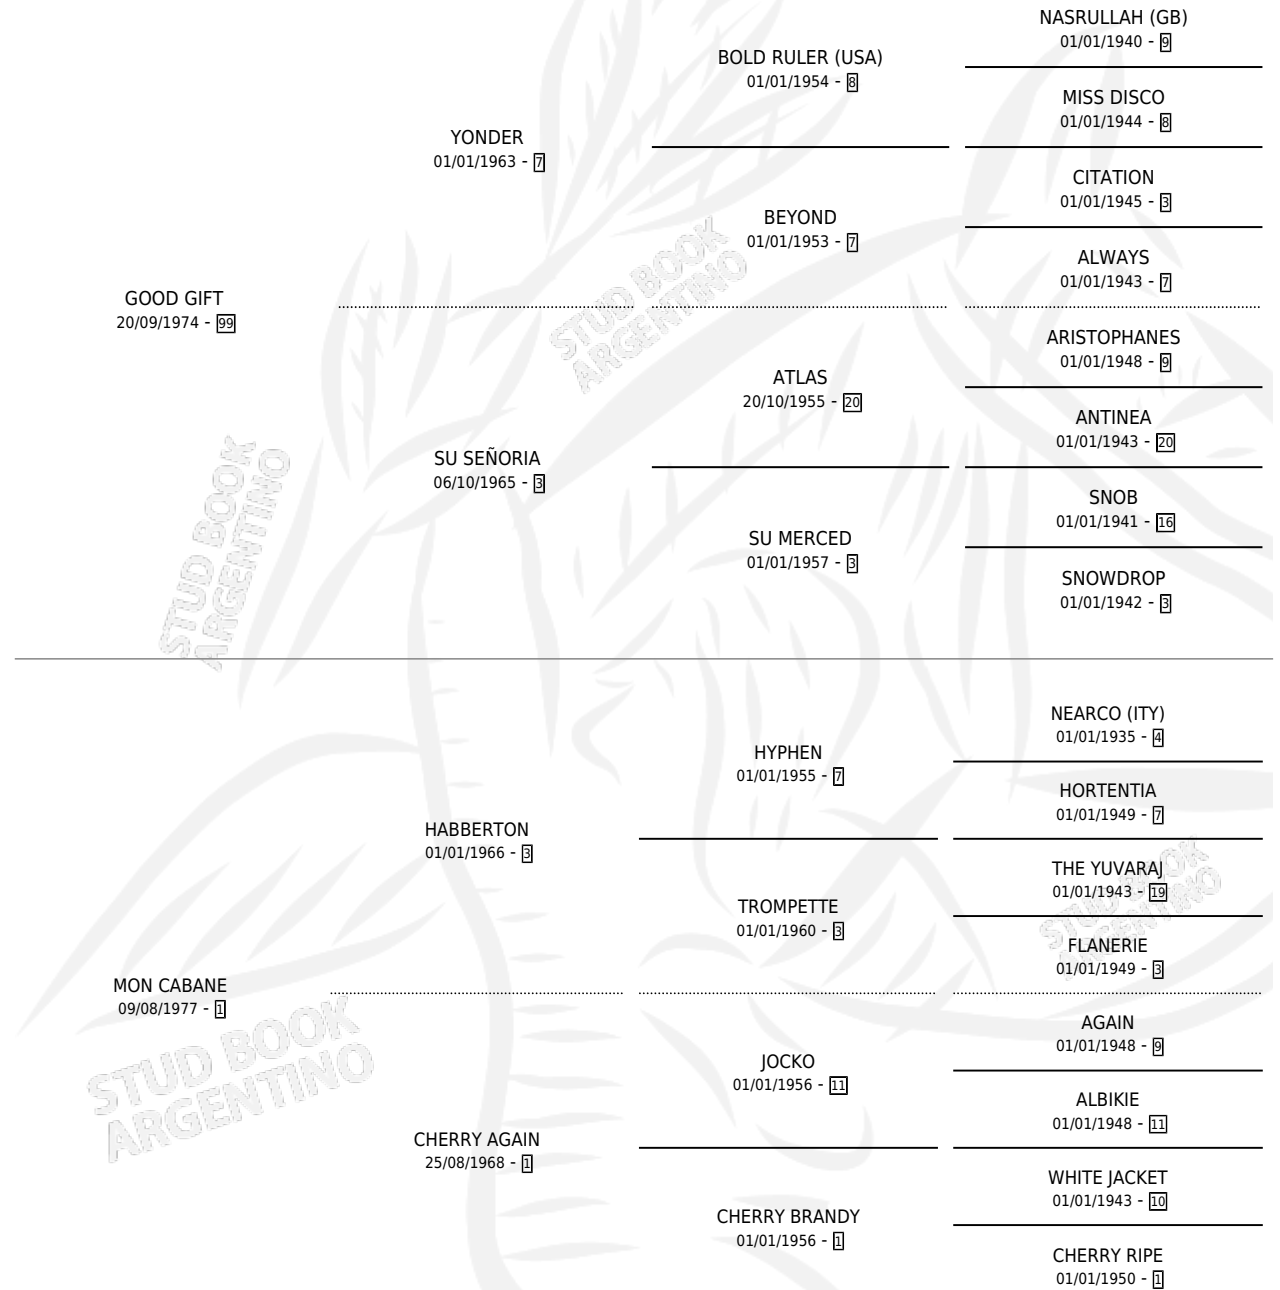 NASRULLAH (GB)
01/01/1940 - 9
BOLD RULER (USA)
01/01/1954 - 8
MISS DISCO
01/01/1944 - 8
YONDER
01/01/1963 - 7
CITATION
01/01/1945 - 3
BEYOND
01/01/1953 - 7
ALWAYS
01/01/1943 - 7
GOOD GIFT
20/09/1974 - 99
ARISTOPHANES
01/01/1948 - 9
ATLAS
20/10/1955 - 20
ANTINEA
01/01/1943 - 20
SU SEÑORIA
06/10/1965 - 3
SNOB
01/01/1941 - 16
SU MERCED
01/01/1957 - 3
SNOWDROP
01/01/1942 - 3
NEARCO (ITY)
01/01/1935 - 4
HYPHEN
01/01/1955 - 7
HORTENTIA
01/01/1949 - 7
HABBERTON
01/01/1966 - 3
THE YUVARAJ
01/01/1943 - 19
TROMPETTE
01/01/1960 - 3
FLANERIE
01/01/1949 - 3
MON CABANE
09/08/1977 - 1
AGAIN
01/01/1948 - 9
JOCKO
01/01/1956 - 11
ALBIKIE
01/01/1948 - 11
CHERRY AGAIN
25/08/1968 - 1
WHITE JACKET
01/01/1943 - 10
CHERRY BRANDY
01/01/1956 - 1
CHERRY RIPE
01/01/1950 - 1
STUD BOOK
ARGENTINO
STUD BOOK
ARGENTINO
STUD BOOK
ARGENTINO
STUD BOOK
ARGENTINO